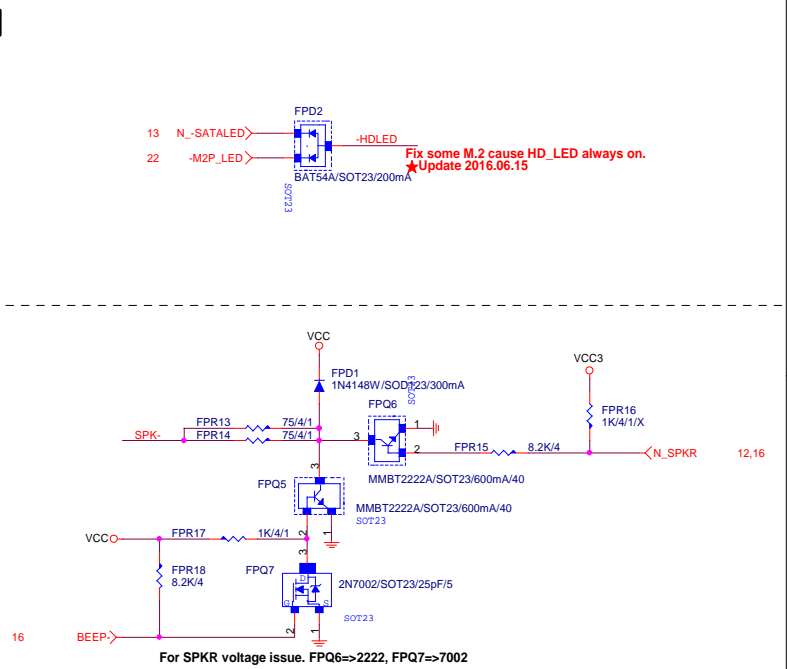 FPD2
13 N_-SATALED
-HDLED
22 -M2P_LED
Fix some M.2 cause HD_LED always on.
★Update 2016.06.15
BAT54A/SOT23/200mA
SOT23
VCC
VCC3
FPD1
1N4148W/SOD123/300mA
SOT23
FPQ6
FPR16
1K/4/1/X
FPR13 75/4/1
1
SPK- FPR14 75/4/1
3
2
FPR15 8.2K/4
N_SPKR 12,16
3
MMBT2222A/SOT23/600mA/40
FPQ5
MMBT2222A/SOT23/600mA/40
SOT23
2
1
VCC FPR17 1K/4/1
3
FPR18
8.2K/4
FPQ7
D
G
S
2N7002/SOT23/25pF/5
SOT23
2
1
16 BEEP-
For SPKR voltage issue. FPQ6=>2222, FPQ7=>7002